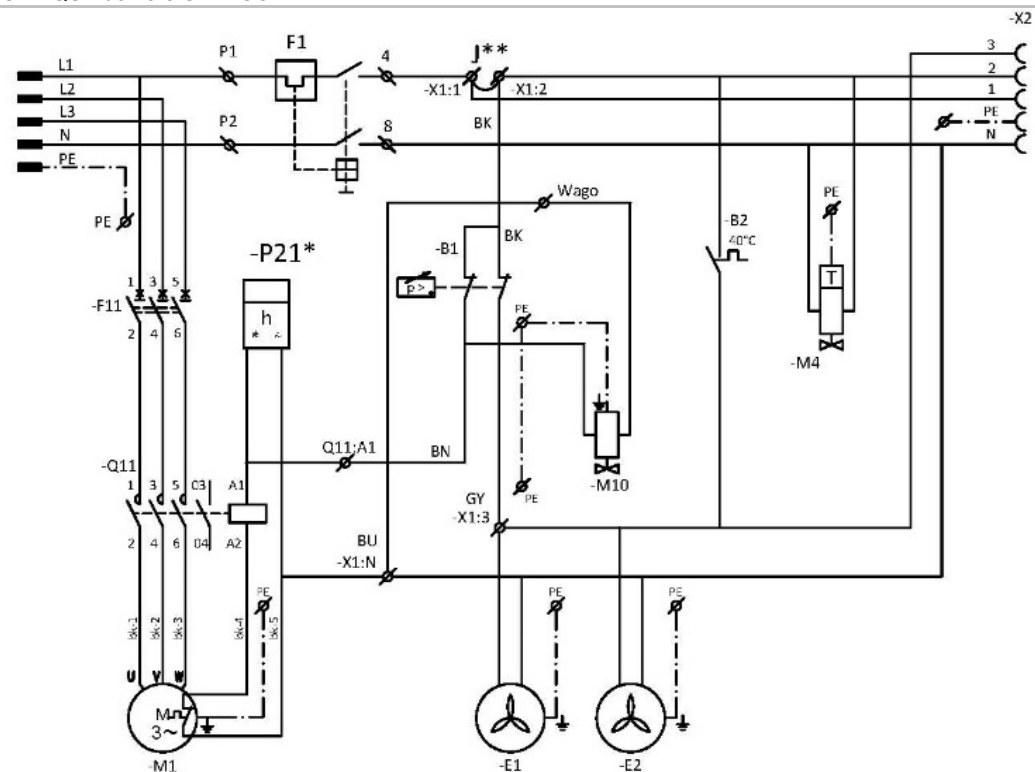 -X2
L1
L2
L3
N
PE
P1
F1
4
J**
-X1:1
-X1:2
BK
3
2
1
PE
N
P2
8
PE
Wago
-B1
BK
P >
-B2
40°C
PE
T
-M4
-P21*
h
1 3 5
-F11
2 4 6
PE
Q11:A1
BN
-M10
PE
GY
-X1:3
-Q11
1 3 5 03 A1
2 4 6 04 A2
BU
-X1:N
bk-1
bk-2
bk-3
bk-4
bk-5
PE
PE
PE
U V W
M
3~
-M1
-E1
-E2